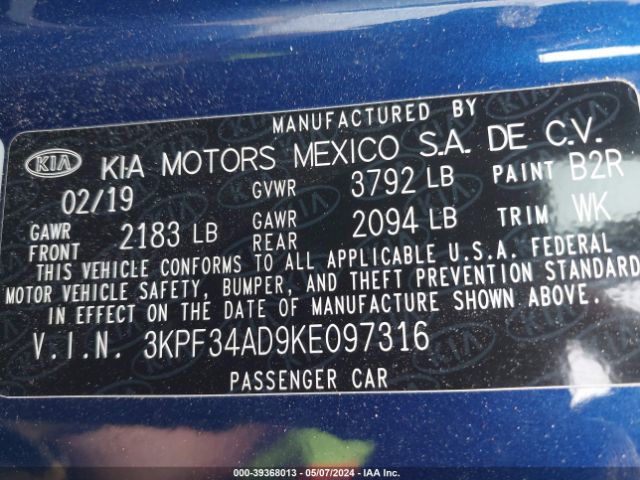 MANUFACTURED BY
KIA KIA MOTORS MEXICO S.A. DE C.V.
02/19 GVWR 3792 LB PAINT B2R
GAWR FRONT 2183 LB GAWR REAR 2094 LB TRIM WK
THIS VEHICLE CONFORMS TO ALL APPLICABLE U.S.A. FEDERAL
MOTOR VEHICLE SAFETY, BUMPER, AND THEFT PREVENTION STANDARD
IN EFFECT ON THE DATE OF MANUFACTURE SHOWN ABOVE.
V.I.N. 3KPF34AD9KE097316
PASSENGER CAR
000-39368013 - 05/07/2024 - IAA Inc.